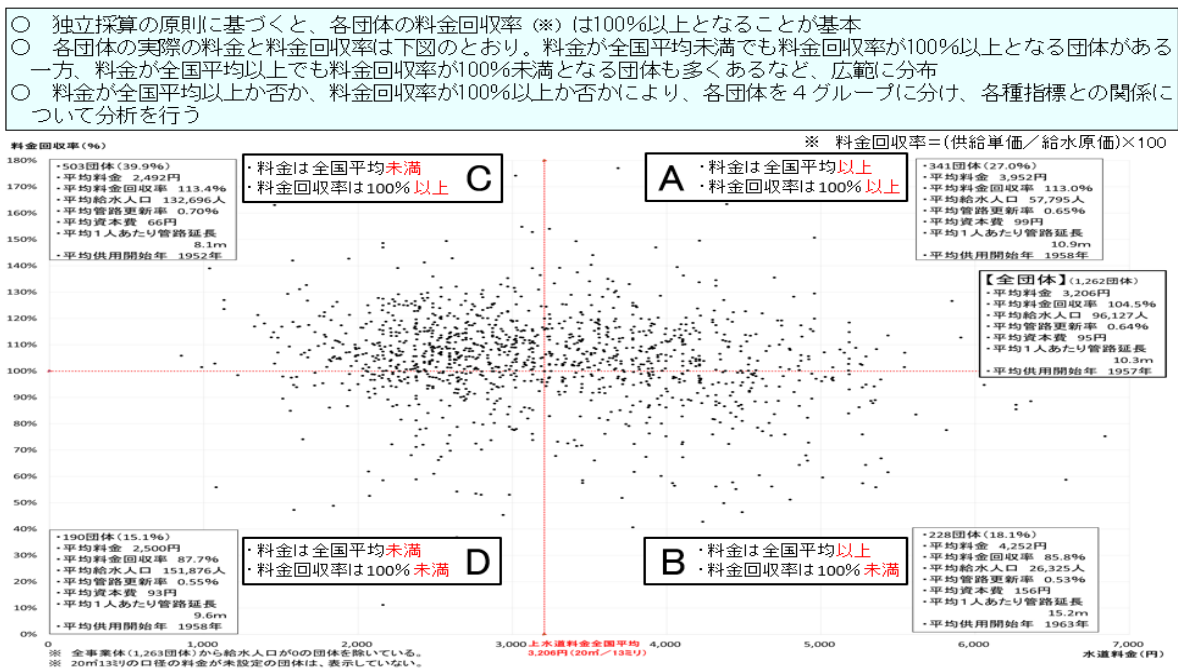 ○ 独立採算の原則に基づくと、各団体の料金回収率（※）は100％以上となることが基本
○ 各団体の実際の料金と料金回収率は下図のとおり。料金が全国平均未満でも料金回収率が100％以上となる団体がある
一方、料金が全国平均以上でも料金回収率が100％未満となる団体も多くあるなど、広範に分布
○ 料金が全国平均以上か否か、料金回収率が100％以上か否かにより、各団体を４グループに分け、各種指標との関係に
ついて分析を行う
※ 料金回収率＝(供給単価／給水原価)×100
料金回収率(%)
180%
170%
160%
150%
140%
130%
120%
110%
100%
90%
80%
70%
60%
50%
40%
30%
20%
10%
0%
・503団体(39.9%)
・平均料金 2,492円
・平均料金回収率 113.4%
・平均給水人口 132,696人
・平均管路更新率 0.70%
・平均資本費 66円
・平均１人あたり管路延長
8.1m
・平均供用開始年 1952年
・料金は全国平均未満
・料金回収率は100％以上
C
A
・料金は全国平均以上
・料金回収率は100％以上
・341団体(27.0%)
・平均料金 3,952円
・平均料金回収率 113.0%
・平均給水人口 57,795人
・平均管路更新率 0.65%
・平均資本費 99円
・平均１人あたり管路延長
10.9m
・平均供用開始年 1958年
【全団体】(1,262団体)
・平均料金 3,206円
・平均料金回収率 104.5%
・平均給水人口 96,127人
・平均管路更新率 0.64%
・平均資本費 95円
・平均１人あたり管路延長
10.3m
・平均供用開始年 1957年
・190団体(15.1%)
・平均料金 2,500円
・平均料金回収率 87.7%
・平均給水人口 151,876人
・平均管路更新率 0.55%
・平均資本費 93円
・平均１人あたり管路延長
9.6m
・平均供用開始年 1958年
・料金は全国平均未満
・料金回収率は100％未満
D
B
・料金は全国平均以上
・料金回収率は100％未満
・228団体(18.1%)
・平均料金 4,252円
・平均料金回収率 85.8%
・平均給水人口 26,325人
・平均管路更新率 0.53%
・平均資本費 156円
・平均１人あたり管路延長
15.2m
・平均供用開始年 1963年
0 1,000 2,000 3,000 4,000 5,000 6,000 7,000
上水道料金全国平均
3,206円(20㎥／13ミリ)
水道料金(円)
※ 全事業体(1,263団体)から給水人口が0の団体を除いている。
※ 20㎥13ミリの口径の料金が未設定の団体は、表示していない。